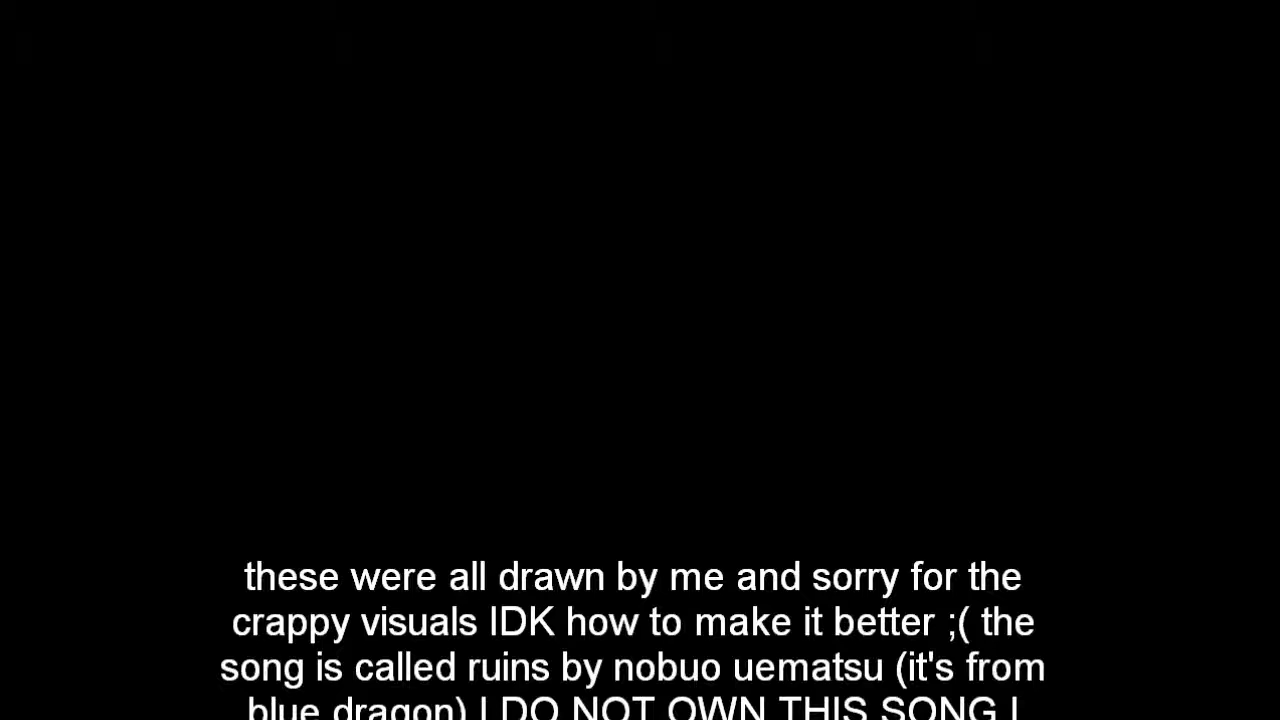 these were all drawn by me and sorry for the
crappy visuals IDK how to make it better ;( the
song is called ruins by nobuo uematsu (it's from
blue dragon) I DO NOT OWN THIS SONG I